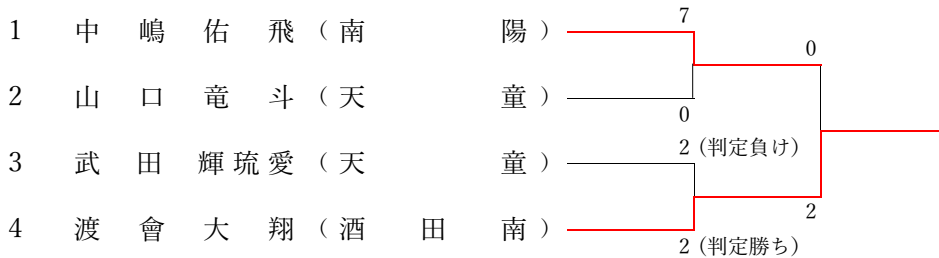 1 中嶋佑飛(南陽) 7
0
2 山口竜斗(天童) 0
2 (判定負け)
3 武田輝琉愛(天童)
2
4 渡會大翔(酒田南) 2 (判定勝ち)